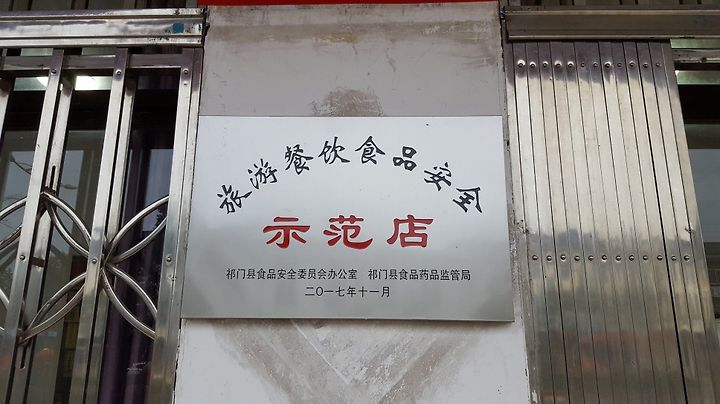 旅游餐饮食品安全
示范店
祁门县食品安全委员会办公室 祁门县食品药品监管局
二〇一七年十一月